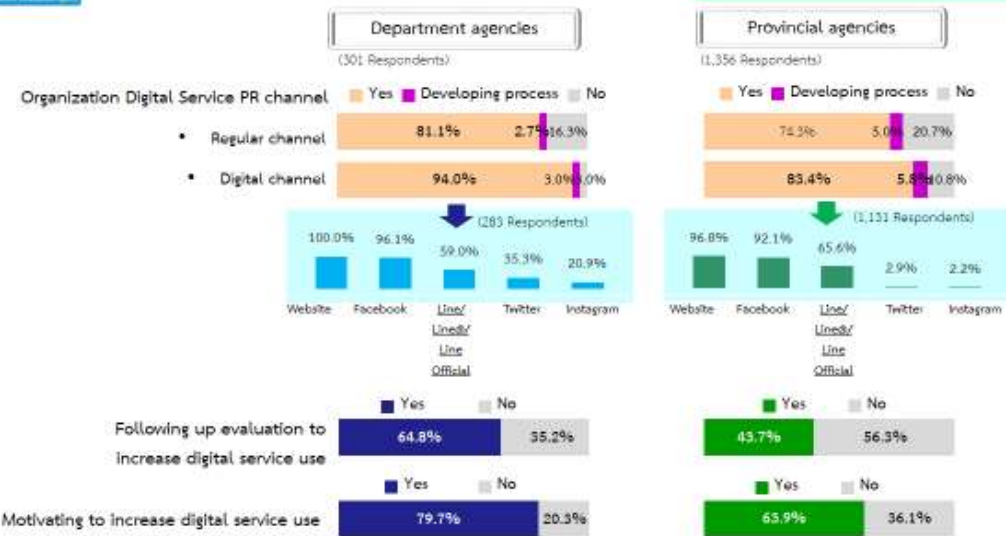 Department agencies
Provincial agencies
(301 Respondents)
(1,356 Respondents)
Organization Digital Service PR channel
Yes Developing process No
Yes Developing process No
• Regular channel
81.1% 2.7% 16.3%
74.3% 5.0% 20.7%
• Digital channel
94.0% 3.0% 3.0%
83.4% 5.8% 10.8%
(283 Respondents)
(1,131 Respondents)
100.0% 96.1% 59.0% 35.3% 20.9%
96.8% 92.1% 65.6% 2.9% 2.2%
Website Facebook Line/ Twitter Instagram
Line@/
Line
Official
Website Facebook Line/ Twitter Instagram
Line@/
Line
Official
Yes No
Yes No
Following up evaluation to
increase digital service use
64.8% 35.2%
43.7% 56.3%
Yes No
Yes No
Motivating to increase digital service use
79.7% 20.3%
63.9% 36.1%